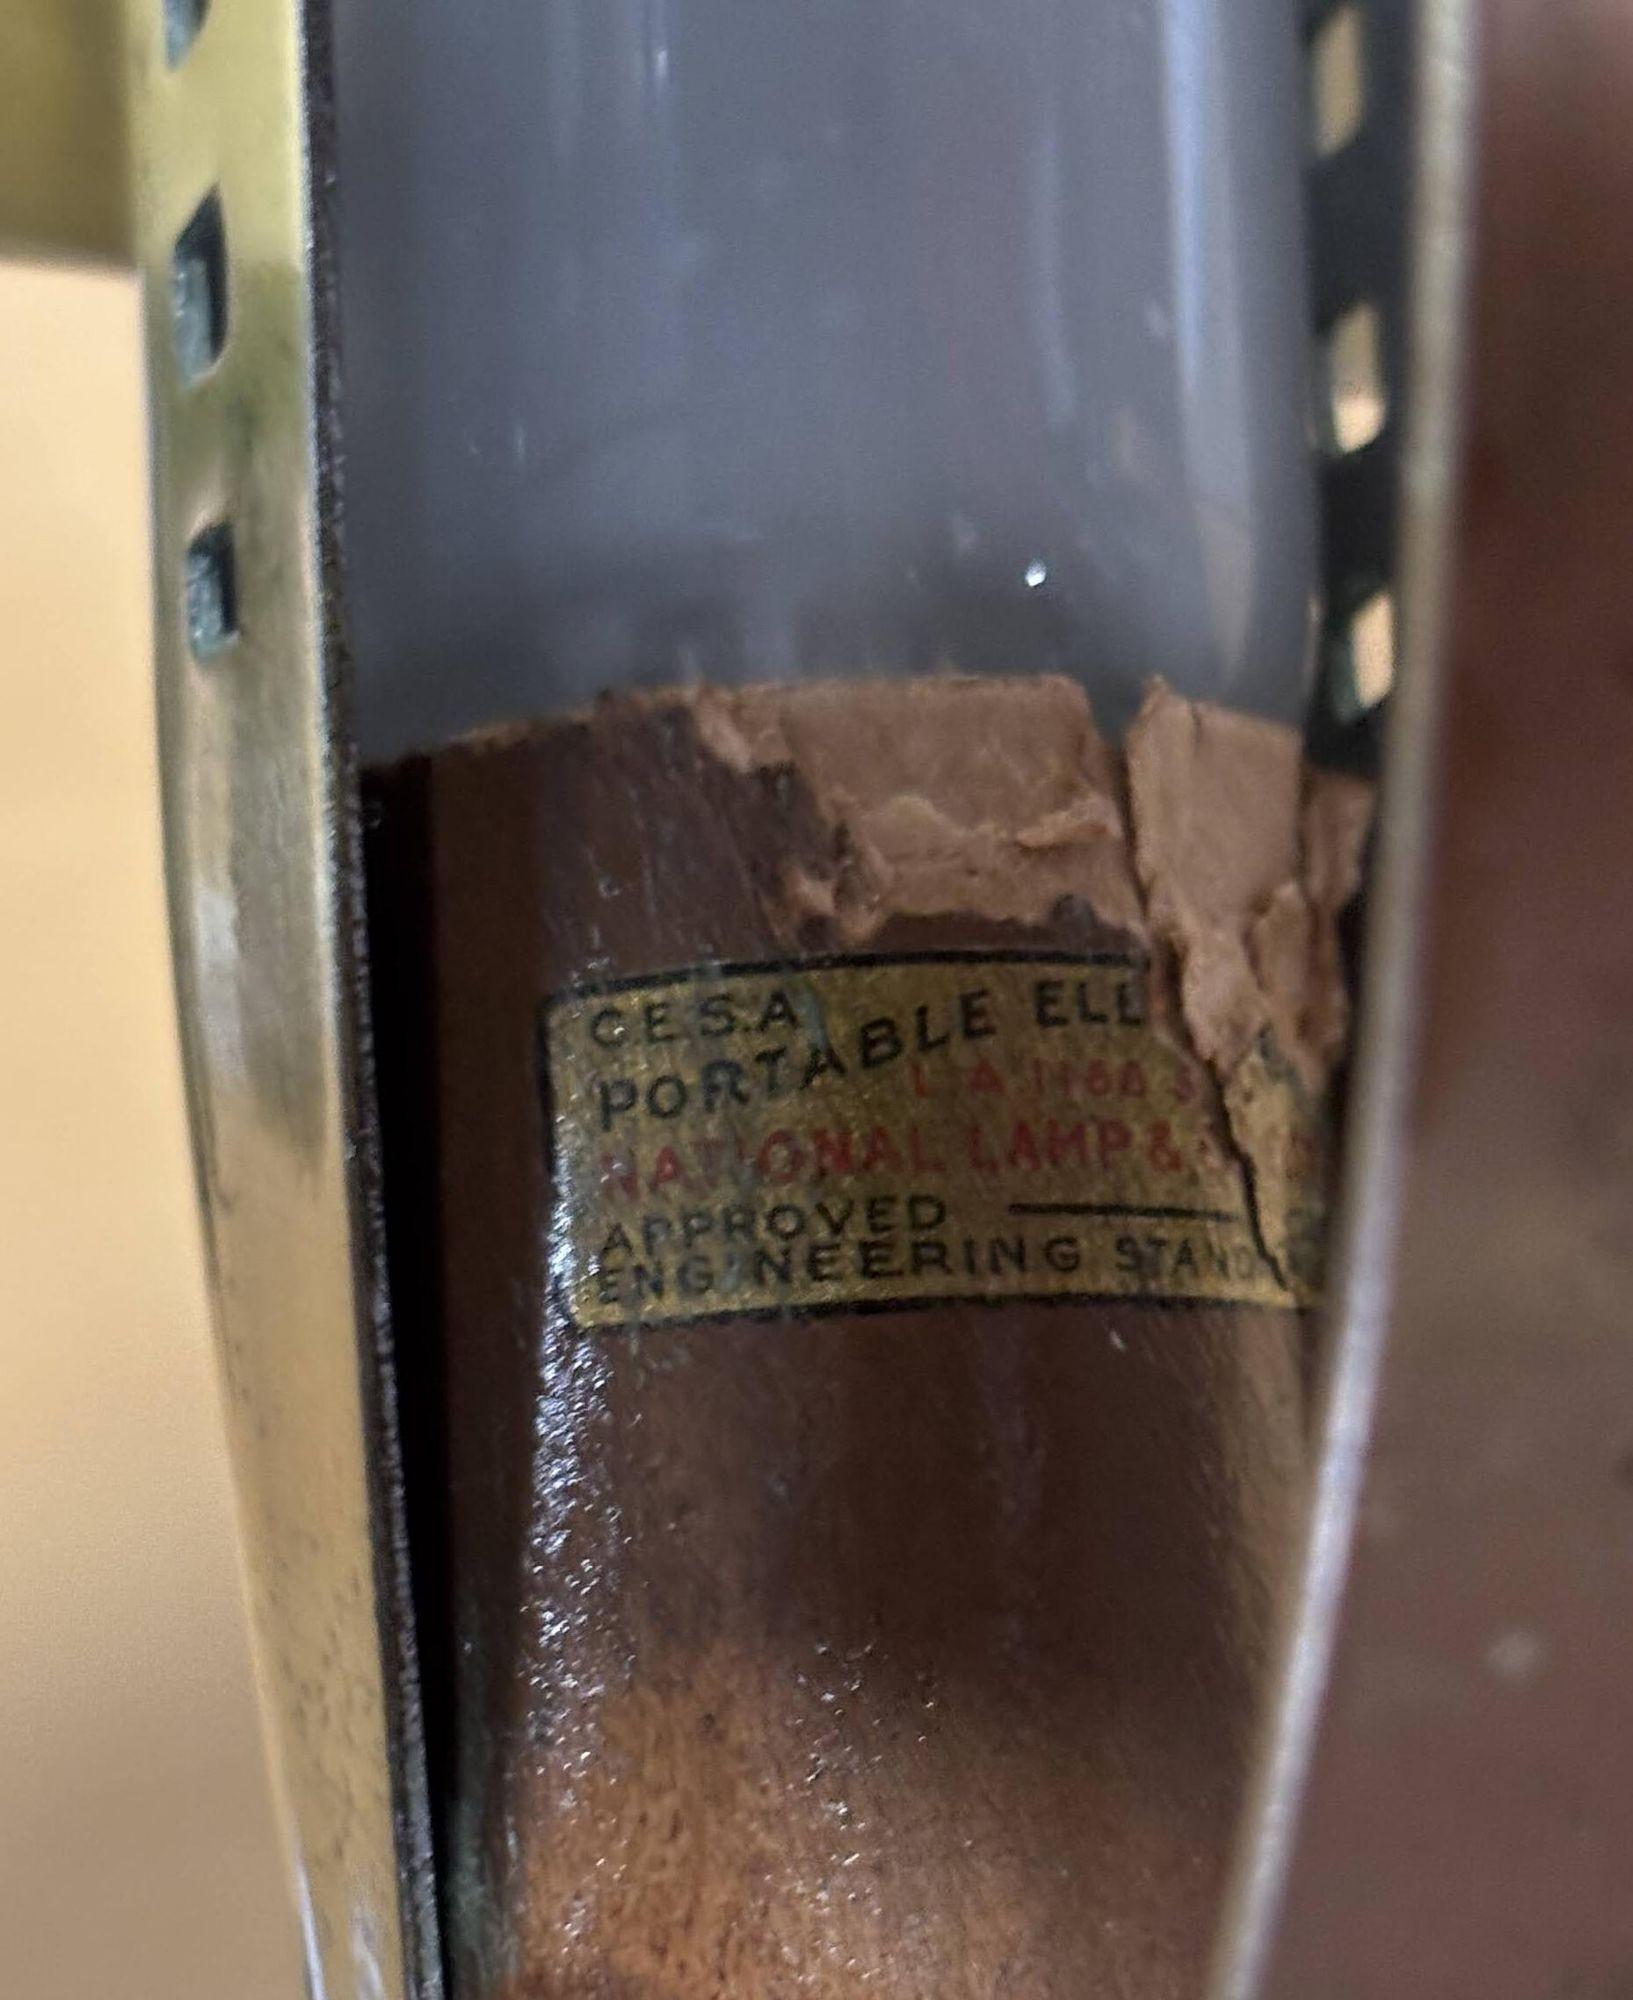 C.E.S.A
PORTABLE ELE
NATIONAL LAMP &
APPROVED
ENGINEERING STAND